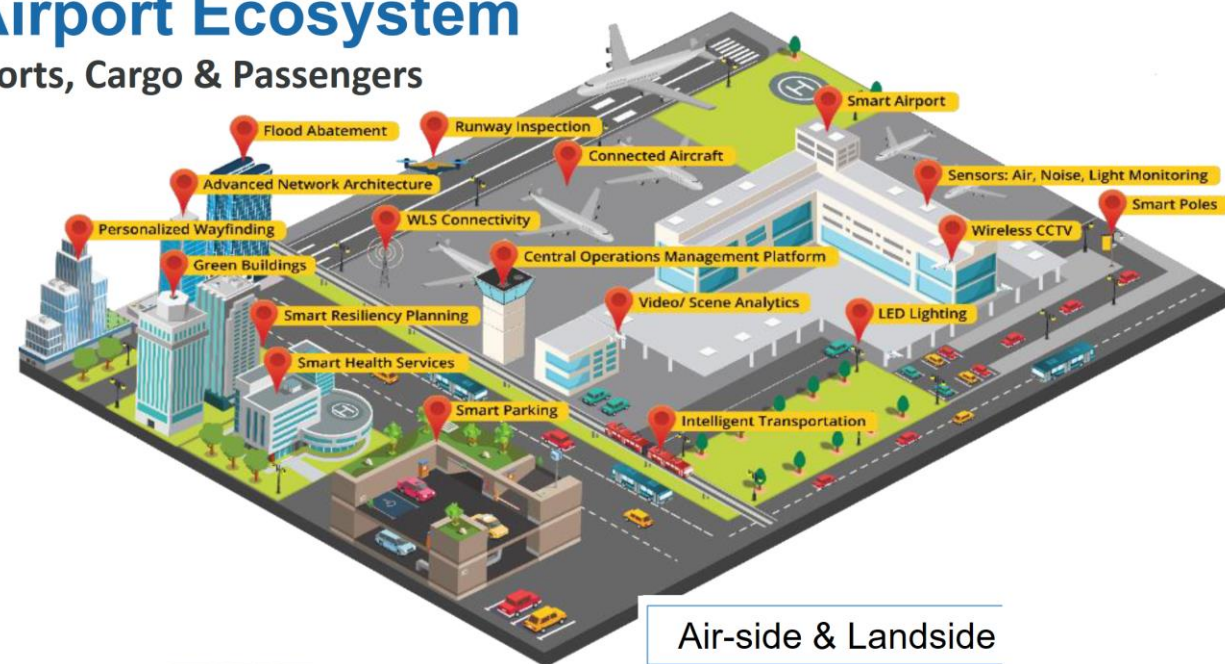 Airport Ecosystem
orts, Cargo & Passengers
Smart Airport
Flood Abatement
Runway Inspection
Connected Aircraft
Sensors: Air, Noise, Light Monitoring
Advanced Network Architecture
Smart Poles
WLS Connectivity
Personalized Wayfinding
Wireless CCTV
Green Buildings
Central Operations Management Platform
Video/ Scene Analytics
Smart Resiliency Planning
LED Lighting
Smart Health Services
Smart Parking
Intelligent Transportation
Air-side & Landside
H
H